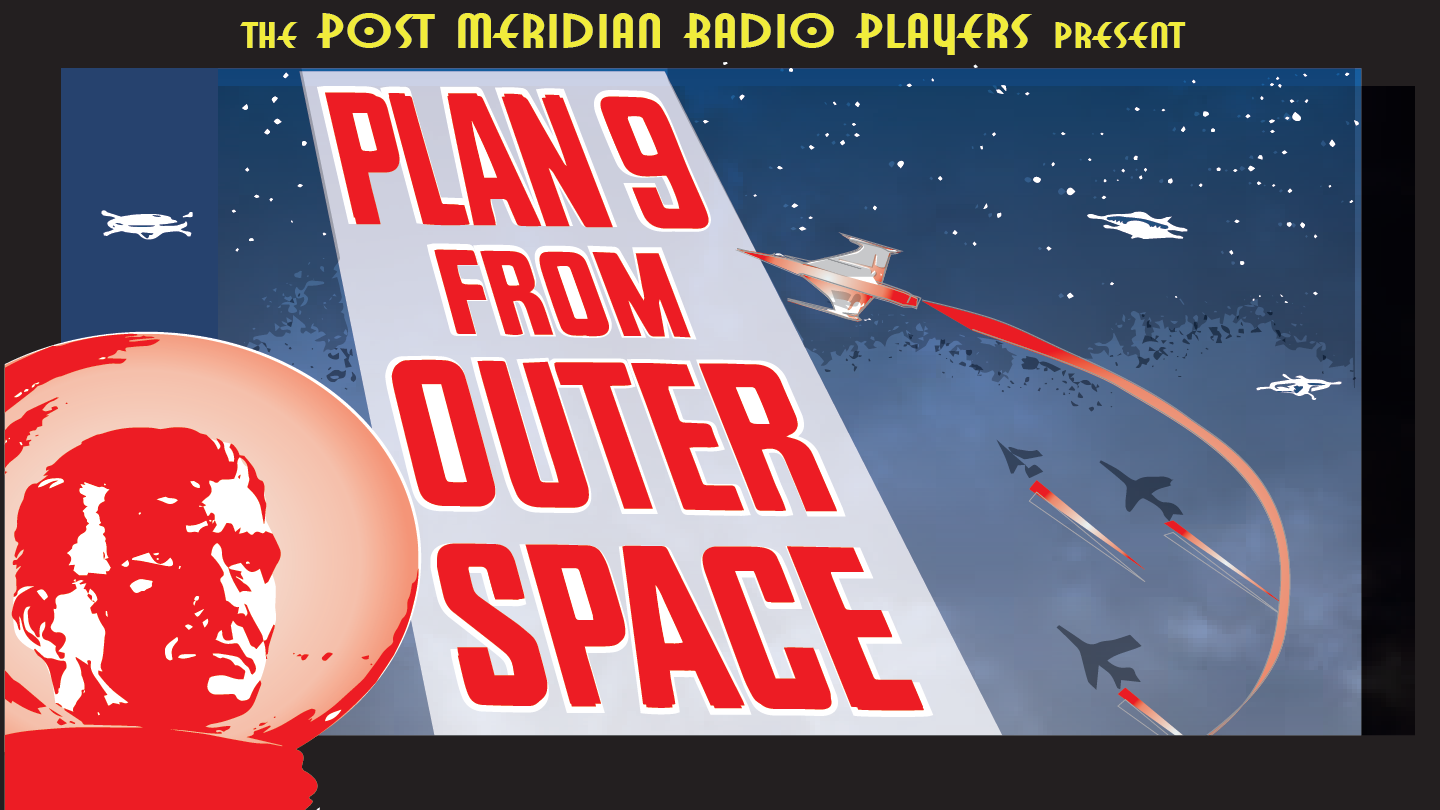 THE POST MERIDIAN RADIO PLAYERS PRESENT
PLAN 9
FROM
OUTER
SPACE